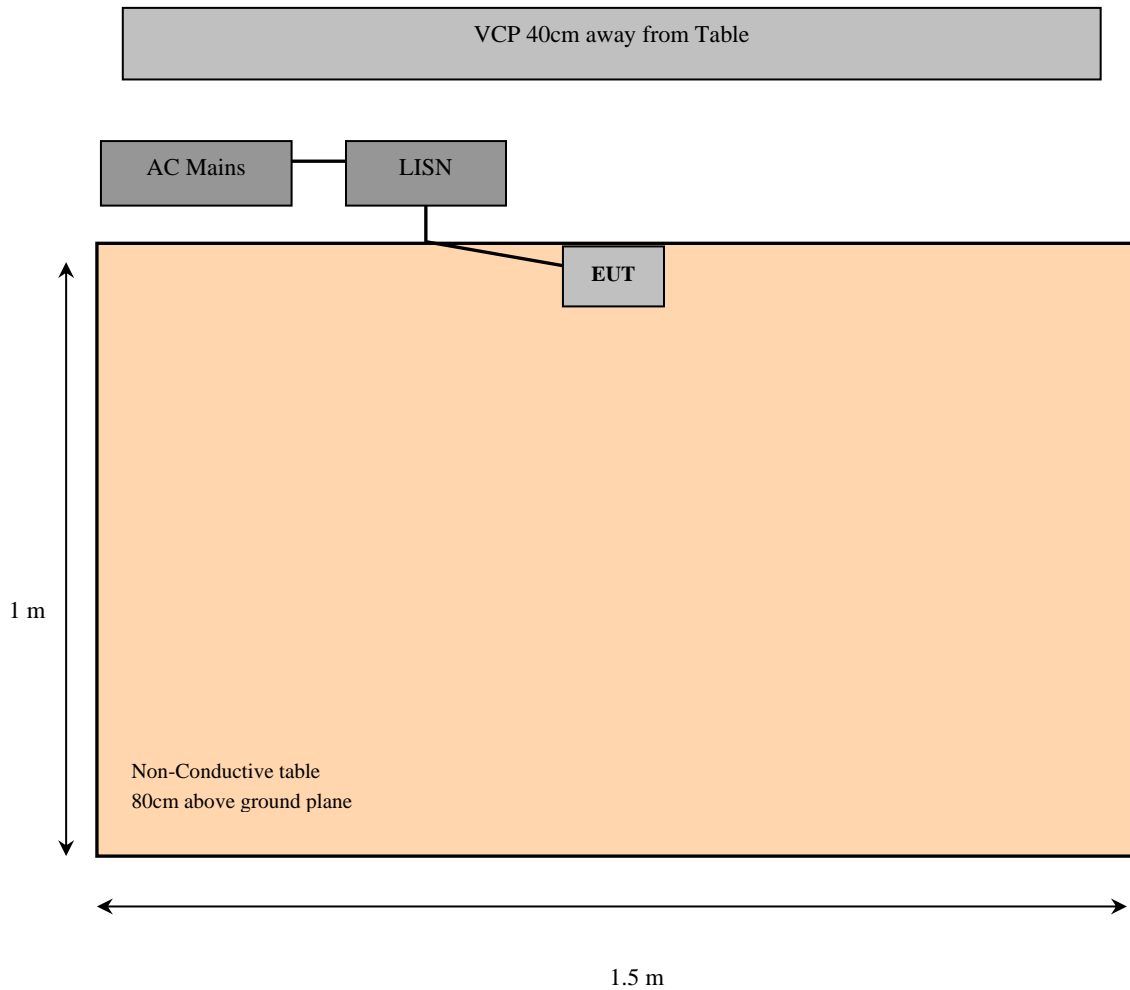 VCP 40cm away from Table
AC Mains
LISN
EUT
1 m
Non-Conductive table
80cm above ground plane
1.5 m